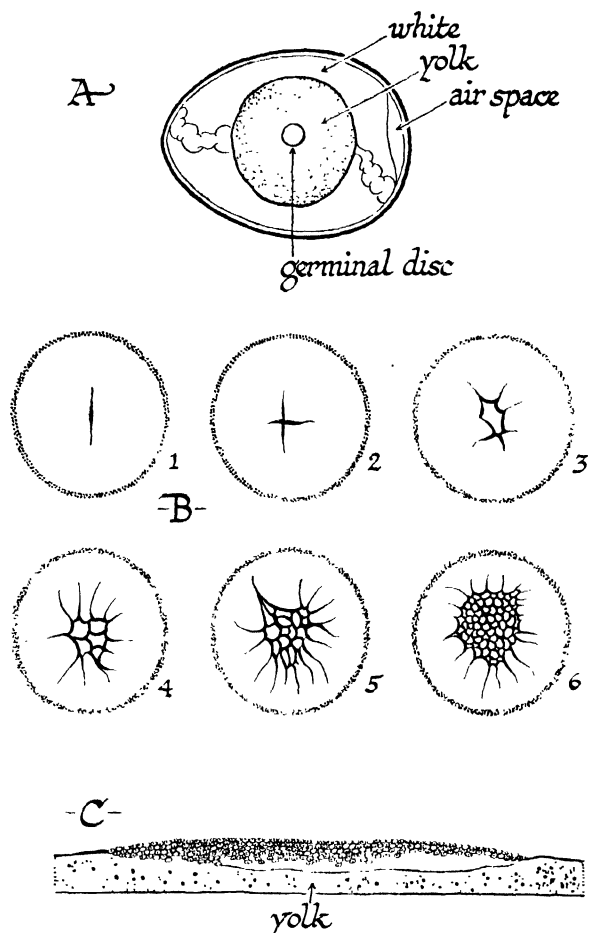 A
white
yolk
air space
germinal disc
1
2
3
-B-
4
5
6
-C-
yolk